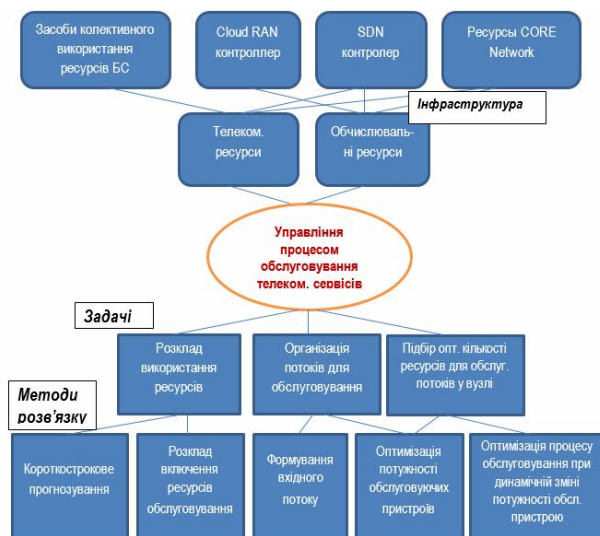 Засоби колективного
використання
ресурсів БС
Cloud RAN
контроллер
SDN
контролер
Ресурсы CORE
Network
Інфраструктура
Телеком.
ресурси
Обчислюваль-
ні ресурси
Управління
процесом
обслуговування
телеком. сервісів
Задачі
Розклад
використання
ресурсів
Організація
потоків для
обслуговування
Підбір опт. кількості
ресурсів для обслуг.
потоків у вузлі
Методи
розв’язку
Короткострокове
прогнозування
Розклад
включення
ресурсів
обслуговування
Формування
вхідного
потоку
Оптимізація
потужності
обслуговуючих
пристроїв
Оптимізація процесу
обслуговування при
динамічній зміні
потужності обсл.
пристрою